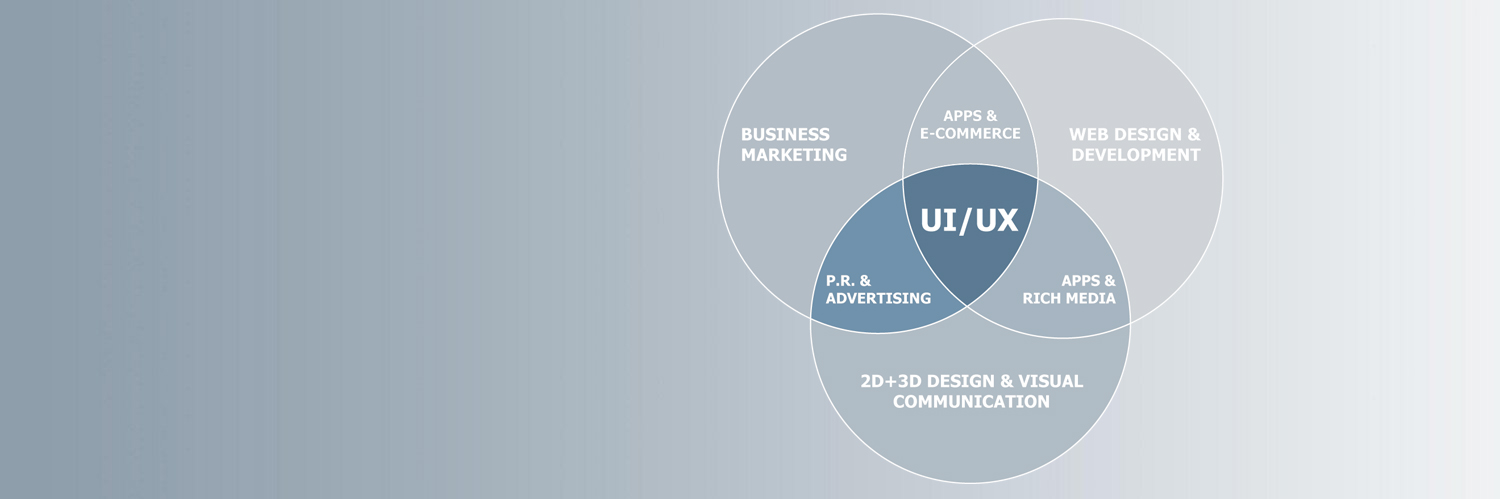 BUSINESS
MARKETING
APPS &
E-COMMERCE
WEB DESIGN &
DEVELOPMENT
UI/UX
P.R. &
ADVERTISING
APPS &
RICH MEDIA
2D+3D DESIGN & VISUAL
COMMUNICATION